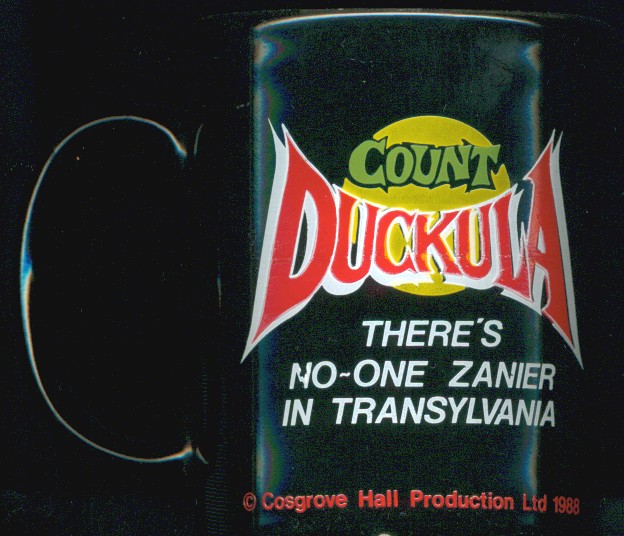 COUNT
DUCKULA
THERE'S
NO~ONE ZANIER
IN TRANSYLVANIA
© Cosgrove Hall Production Ltd 1988